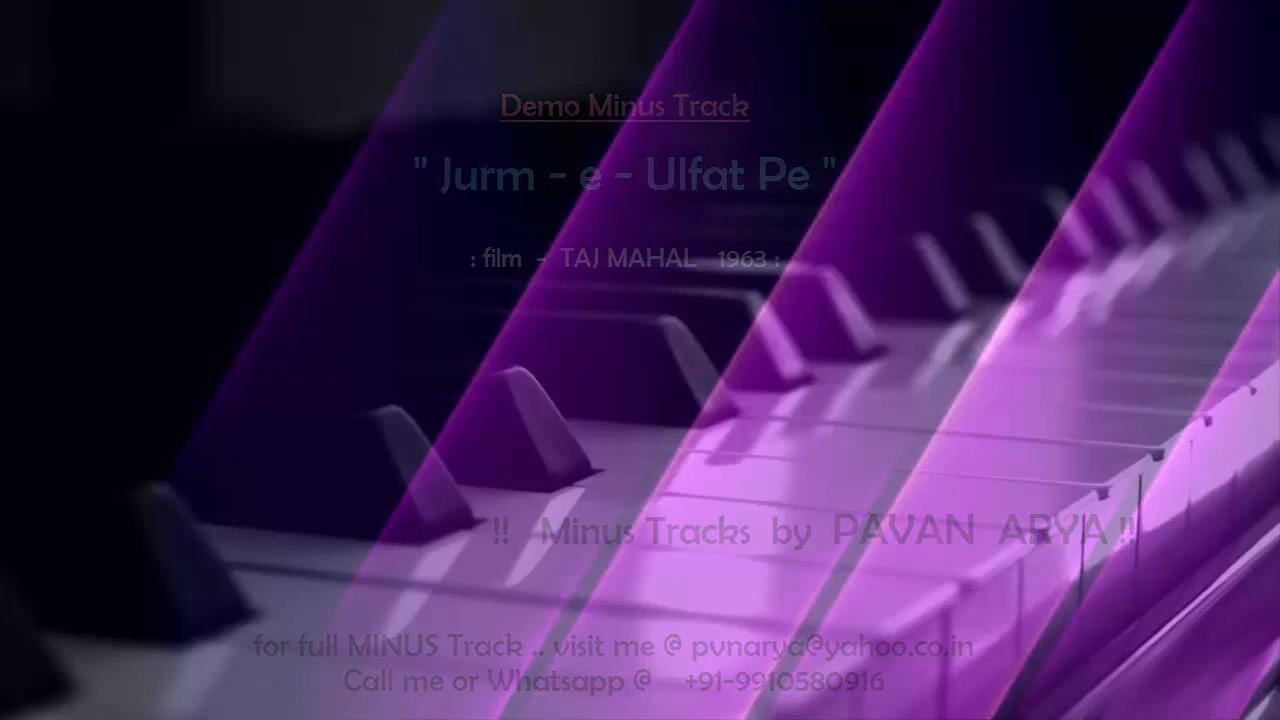 Demo Minus Track
" Jurm - e - Ulfat Pe "
: film - TAJ MAHAL 1963 :
!! Minus Tracks by PAVAN ARYA !!
for full MINUS Track .. visit me @ pvnarya@yahoo.co.in
Call me or Whatsapp @ +91-9910580916